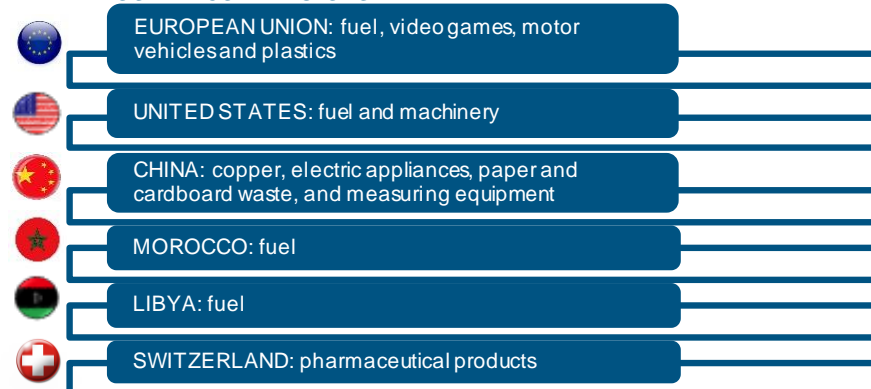 EUROPEAN UNION: fuel, video games, motor
vehicles and plastics
UNITED STATES: fuel and machinery
CHINA: copper, electric appliances, paper and
cardboard waste, and measuring equipment
MOROCCO: fuel
LIBYA: fuel
SWITZERLAND: pharmaceutical products